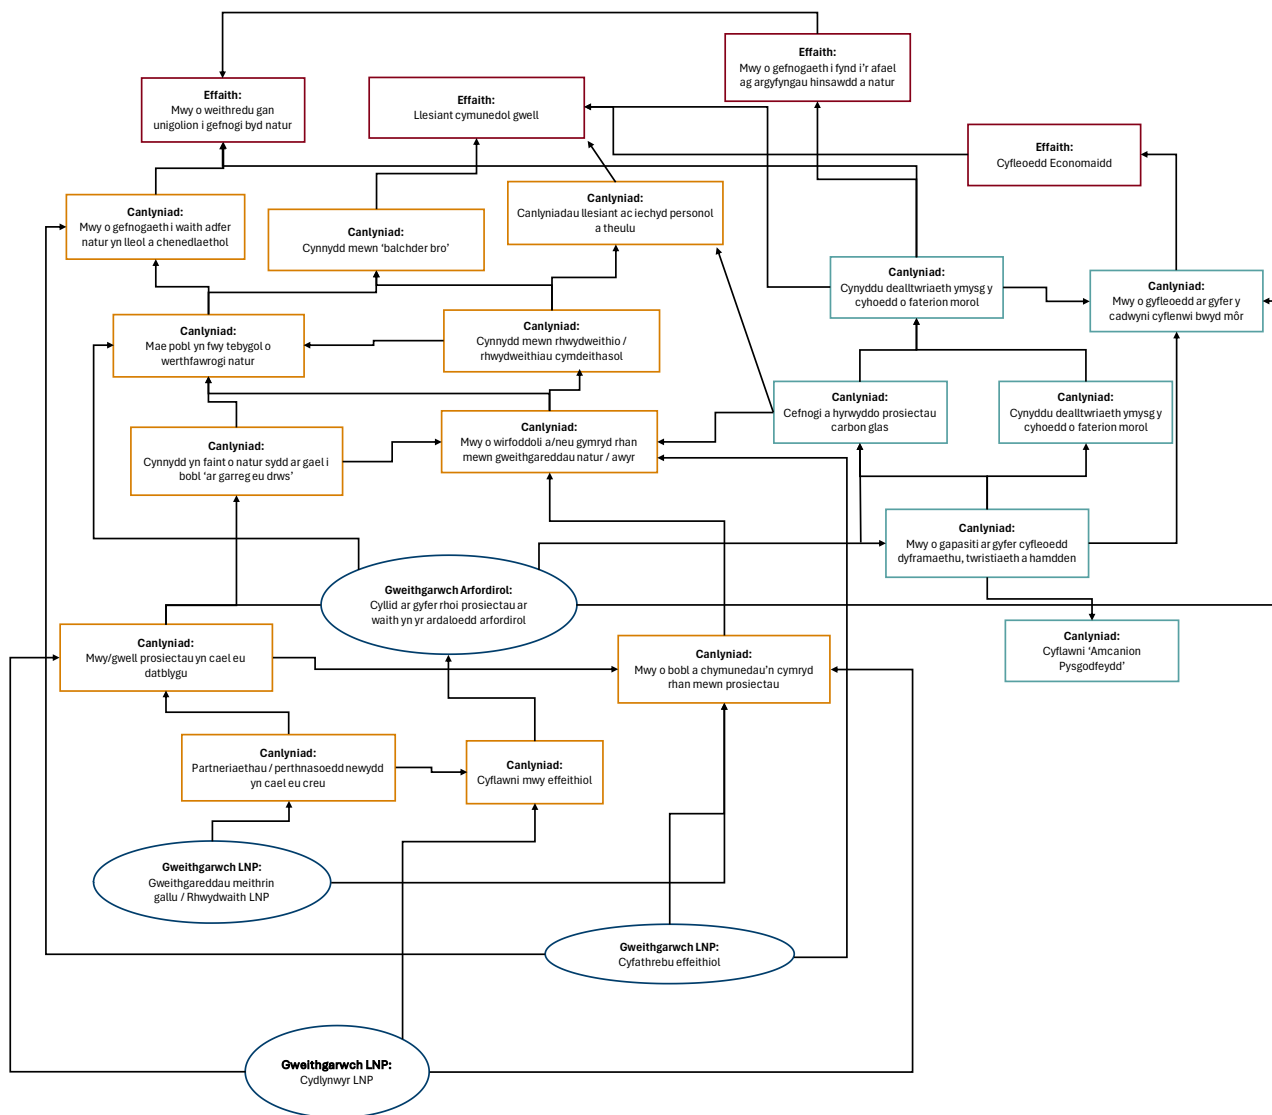 Effaith:
Mwy o gefnogaeth i fynd i'r afael
ag argyfyngau hinsawdd a natur
Effaith:
Mwy o weithredu gan
unigolion i gefnogi byd natur
Effaith:
Llesiant cymunedol gwell
Effaith:
Cyfleoedd Economaidd
Canlyniad:
Mwy o gefnogaeth i waith adfer
natur yn lleol a chenedlaethol
Canlyniad:
Cynnydd mewn ‘balchder bro’
Canlyniad:
Canlyniadau llesiant ac iechyd personol
a theulu
Canlyniad:
Cynyddu dealltwriaeth ymysg y
cyhoedd o faterion morol
Canlyniad:
Mwy o gyfleoedd ar gyfer y
cadwyni cyflenwi bwyd môr
Canlyniad:
Mae pobl yn fwy tebygol o
werthfawrogi natur
Canlyniad:
Cynnydd mewn rhwydweithio /
rhwydweithiau cymdeithasol
Canlyniad:
Cefnogi a hyrwyddo prosiectau
carbon glas
Canlyniad:
Cynyddu dealltwriaeth ymysg y
cyhoedd o faterion morol
Canlyniad:
Cynnydd yn faint o natur sydd ar gael i
bobl ‘ar garreg eu drws’
Canlyniad:
Mwy o wirfoddoli a/neu gymryd rhan
mewn gweithgareddau natur / awyr
Canlyniad:
Mwy o gapasiti ar gyfer cyfleoedd
dyframaethu, twristiaeth a hamdden
Gweithgarwch Arfordirol:
Cyllid ar gyfer rhoi prosiectau ar
waith yn yr ardaloedd arfordirol
Canlyniad:
Mwy/gwell prosiectau yn cael eu
datblygu
Canlyniad:
Mwy o bobl a chymunedau’n cymryd
rhan mewn prosiectau
Canlyniad:
Cyflawni ‘Amcanion
Pysgodfeydd’
Canlyniad:
Partneriaethau / perthnasoedd newydd
yn cael eu creu
Canlyniad:
Cyflawni mwy effeithiol
Gweithgarwch LNP:
Gweithgareddau meithrin
gallu / Rhwydwaith LNP
Gweithgarwch LNP:
Cyfathrebu effeithiol
Gweithgarwch LNP:
Cydlynwyr LNP